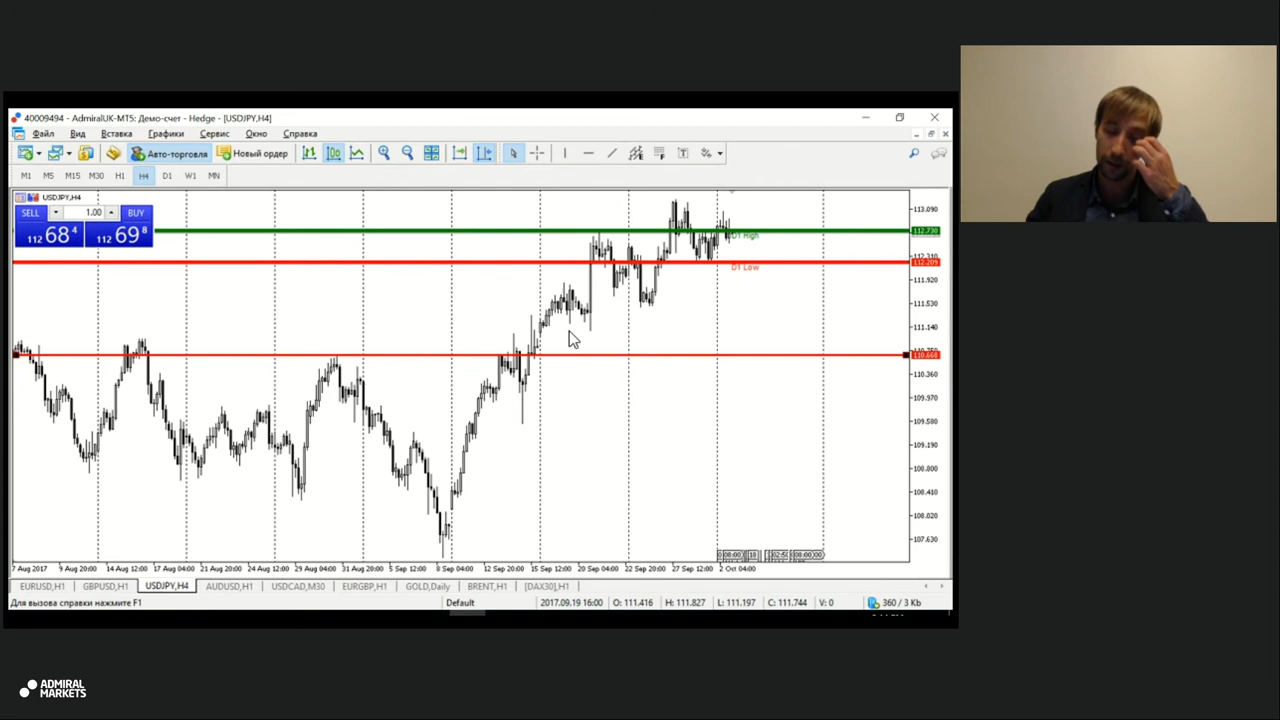 40009494 - AdmiralUK-MT5: Демо-счет - Hedge - [USDJPY,H4]
Файл Вид Вставка Графики Сервис Окно Справка
Авто-торговля Новый ордер
M1 M5 M15 M30 H1 H4 D1 W1 MN
USDJPY,H4
SELL 1.00 BUY
112 68 4 112 69 8
113.090
112.730
D1 High
112.310
112.209
D1 Low
111.920
111.530
111.140
110.668
110.360
109.970
109.580
109.190
108.800
108.410
108.020
107.630
7 Aug 2017 9 Aug 20:00 14 Aug 12:00 17 Aug 04:00 21 Aug 20:00 24 Aug 12:00 29 Aug 04:00 31 Aug 20:00 5 Sep 12:00 8 Sep 04:00 12 Sep 20:00 15 Sep 12:00 20 Sep 04:00 22 Sep 20:00 27 Sep 12:00 2 Oct 04:00
EURUSD,H1 GBPUSD,H1 USDJPY,H4 AUDUSD,H1 USDCAD,M30 EURGBP,H1 GOLD,Daily BRENT,H1 [DAX30],H1
Для вызова справки нажмите F1 Default 2017.09.19 16:00 O: 111.416 H: 111.827 L: 111.197 C: 111.744 V: 0 360 / 3 Kb
ADMIRAL
MARKETS